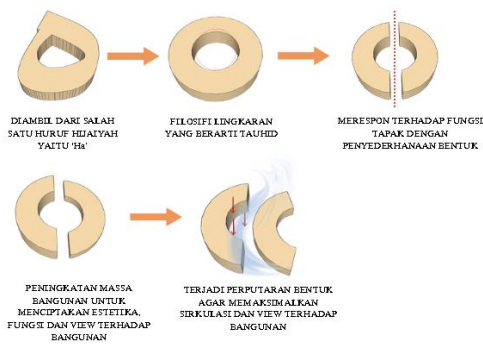 DIAMBIL DARI SALAH
SATU HURUF HIJAIYAH
YAITU 'Ha'
FILOSIFI LINGKARAN
YANG BERARTI TAUHID
MERESPON TERHADAP FUNGSI
TAPAK DENGAN
PENYEDERHANAAN BENTUK
PENINGKATAN MASSA
BANGUNAN UNTUK
MENCIPTAKAN ESTETIKA,
FUNGSI DAN VIEW TERHADAP
BANGUNAN
TERJADI PERPUTARAN BENTUK
AGAR MEMAKSIMALKAN
SIRKULASI DAN VIEW TERHADAP
BANGUNAN